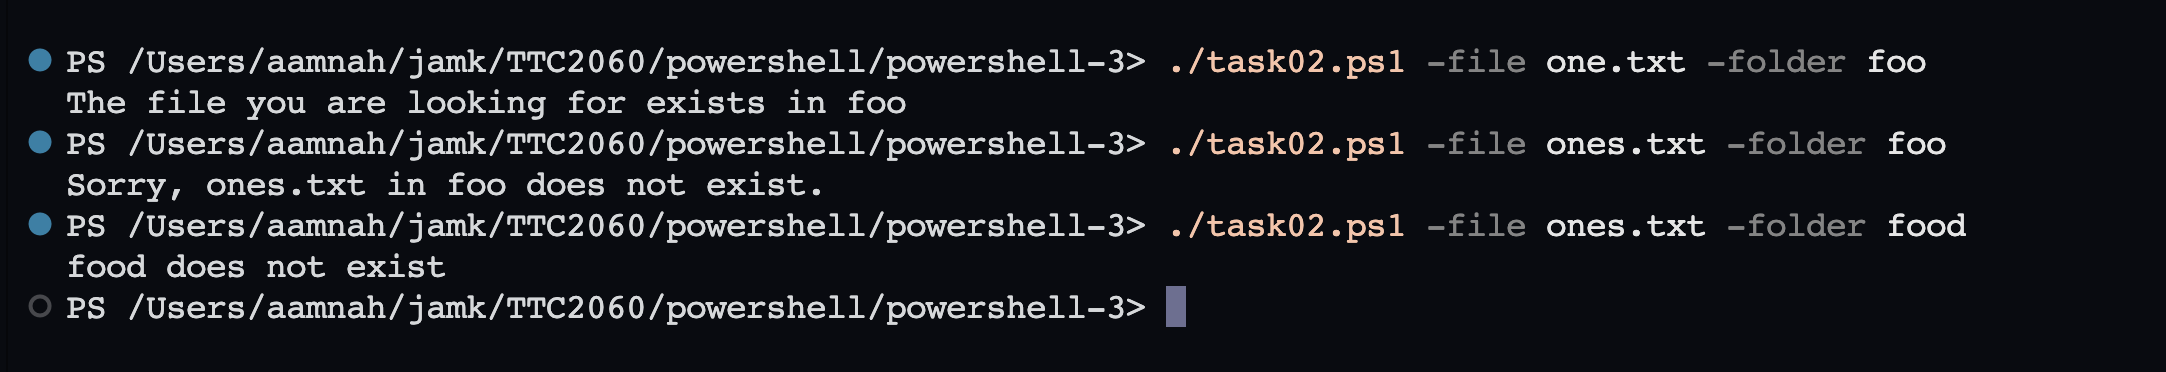 PS /Users/aamnah/jamk/TTC2060/powershell/powershell-3> ./task02.ps1 -file one.txt -folder foo
The file you are looking for exists in foo
PS /Users/aamnah/jamk/TTC2060/powershell/powershell-3> ./task02.ps1 -file ones.txt -folder foo
Sorry, ones.txt in foo does not exist.
PS /Users/aamnah/jamk/TTC2060/powershell/powershell-3> ./task02.ps1 -file ones.txt -folder food
food does not exist
PS /Users/aamnah/jamk/TTC2060/powershell/powershell-3>